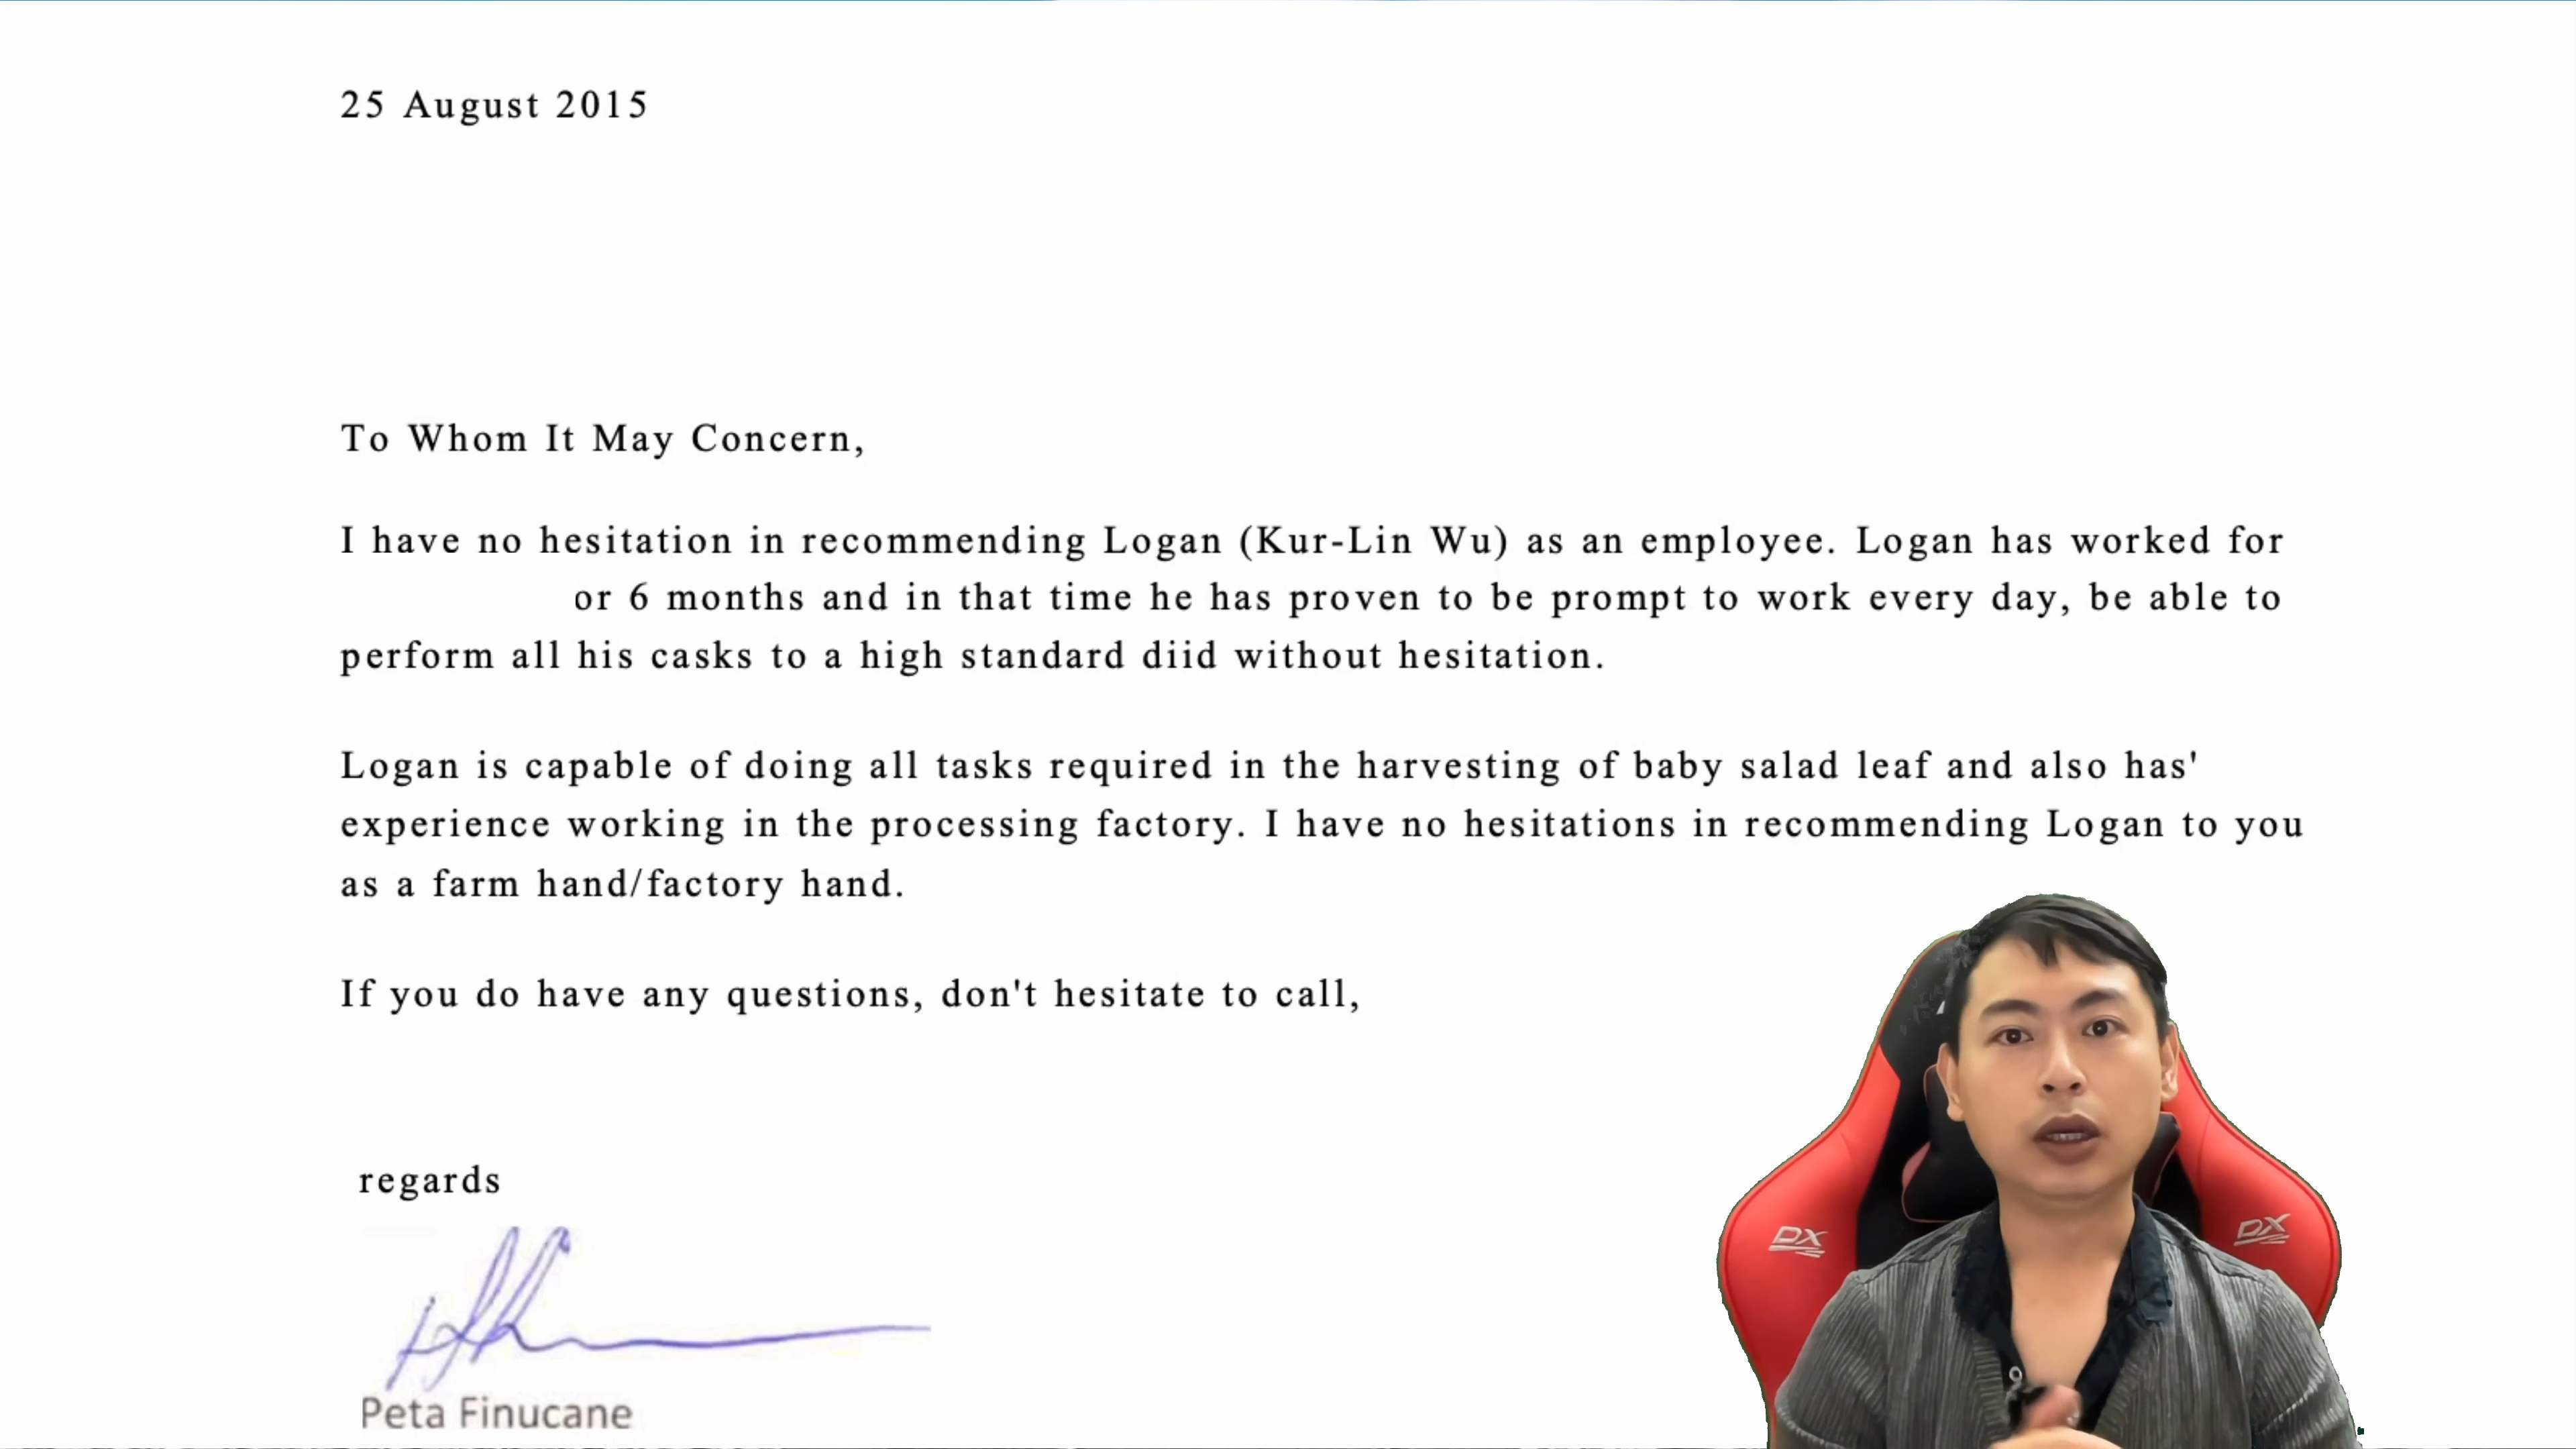 25 August 2015
To Whom It May Concern,
I have no hesitation in recommending Logan (Kur-Lin Wu) as an employee. Logan has worked for
or 6 months and in that time he has proven to be prompt to work every day, be able to
perform all his casks to a high standard diid without hesitation.
Logan is capable of doing all tasks required in the harvesting of baby salad leaf and also has'
experience working in the processing factory. I have no hesitations in recommending Logan to you
as a farm hand/factory hand.
If you do have any questions, don't hesitate to call,
regards
Peta Finucane
DX
DX